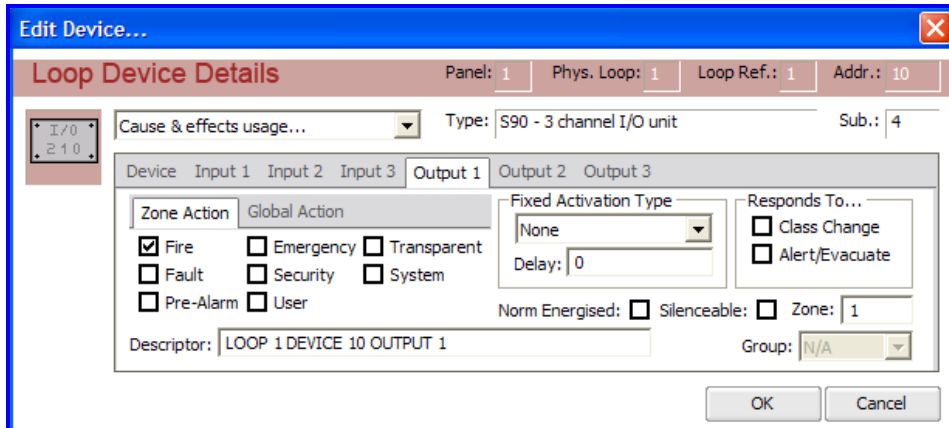 Edit Device...
Loop Device Details Panel: 1 Phys. Loop: 1 Loop Ref.: 1 Addr.: 10
I/O
210
Cause & effects usage... Type: S90 - 3 channel I/O unit Sub.: 4
Device Input 1 Input 2 Input 3 Output 1 Output 2 Output 3
Zone Action Global Action
Fire Emergency Transparent
Fault Security System
Pre-Alarm User
Fixed Activation Type
None
Delay: 0
Responds To...
Class Change
Alert/Evacuate
Norm Energised: Silenceable: Zone: 1
Descriptor: LOOP 1 DEVICE 10 OUTPUT 1 Group: N/A
OK Cancel